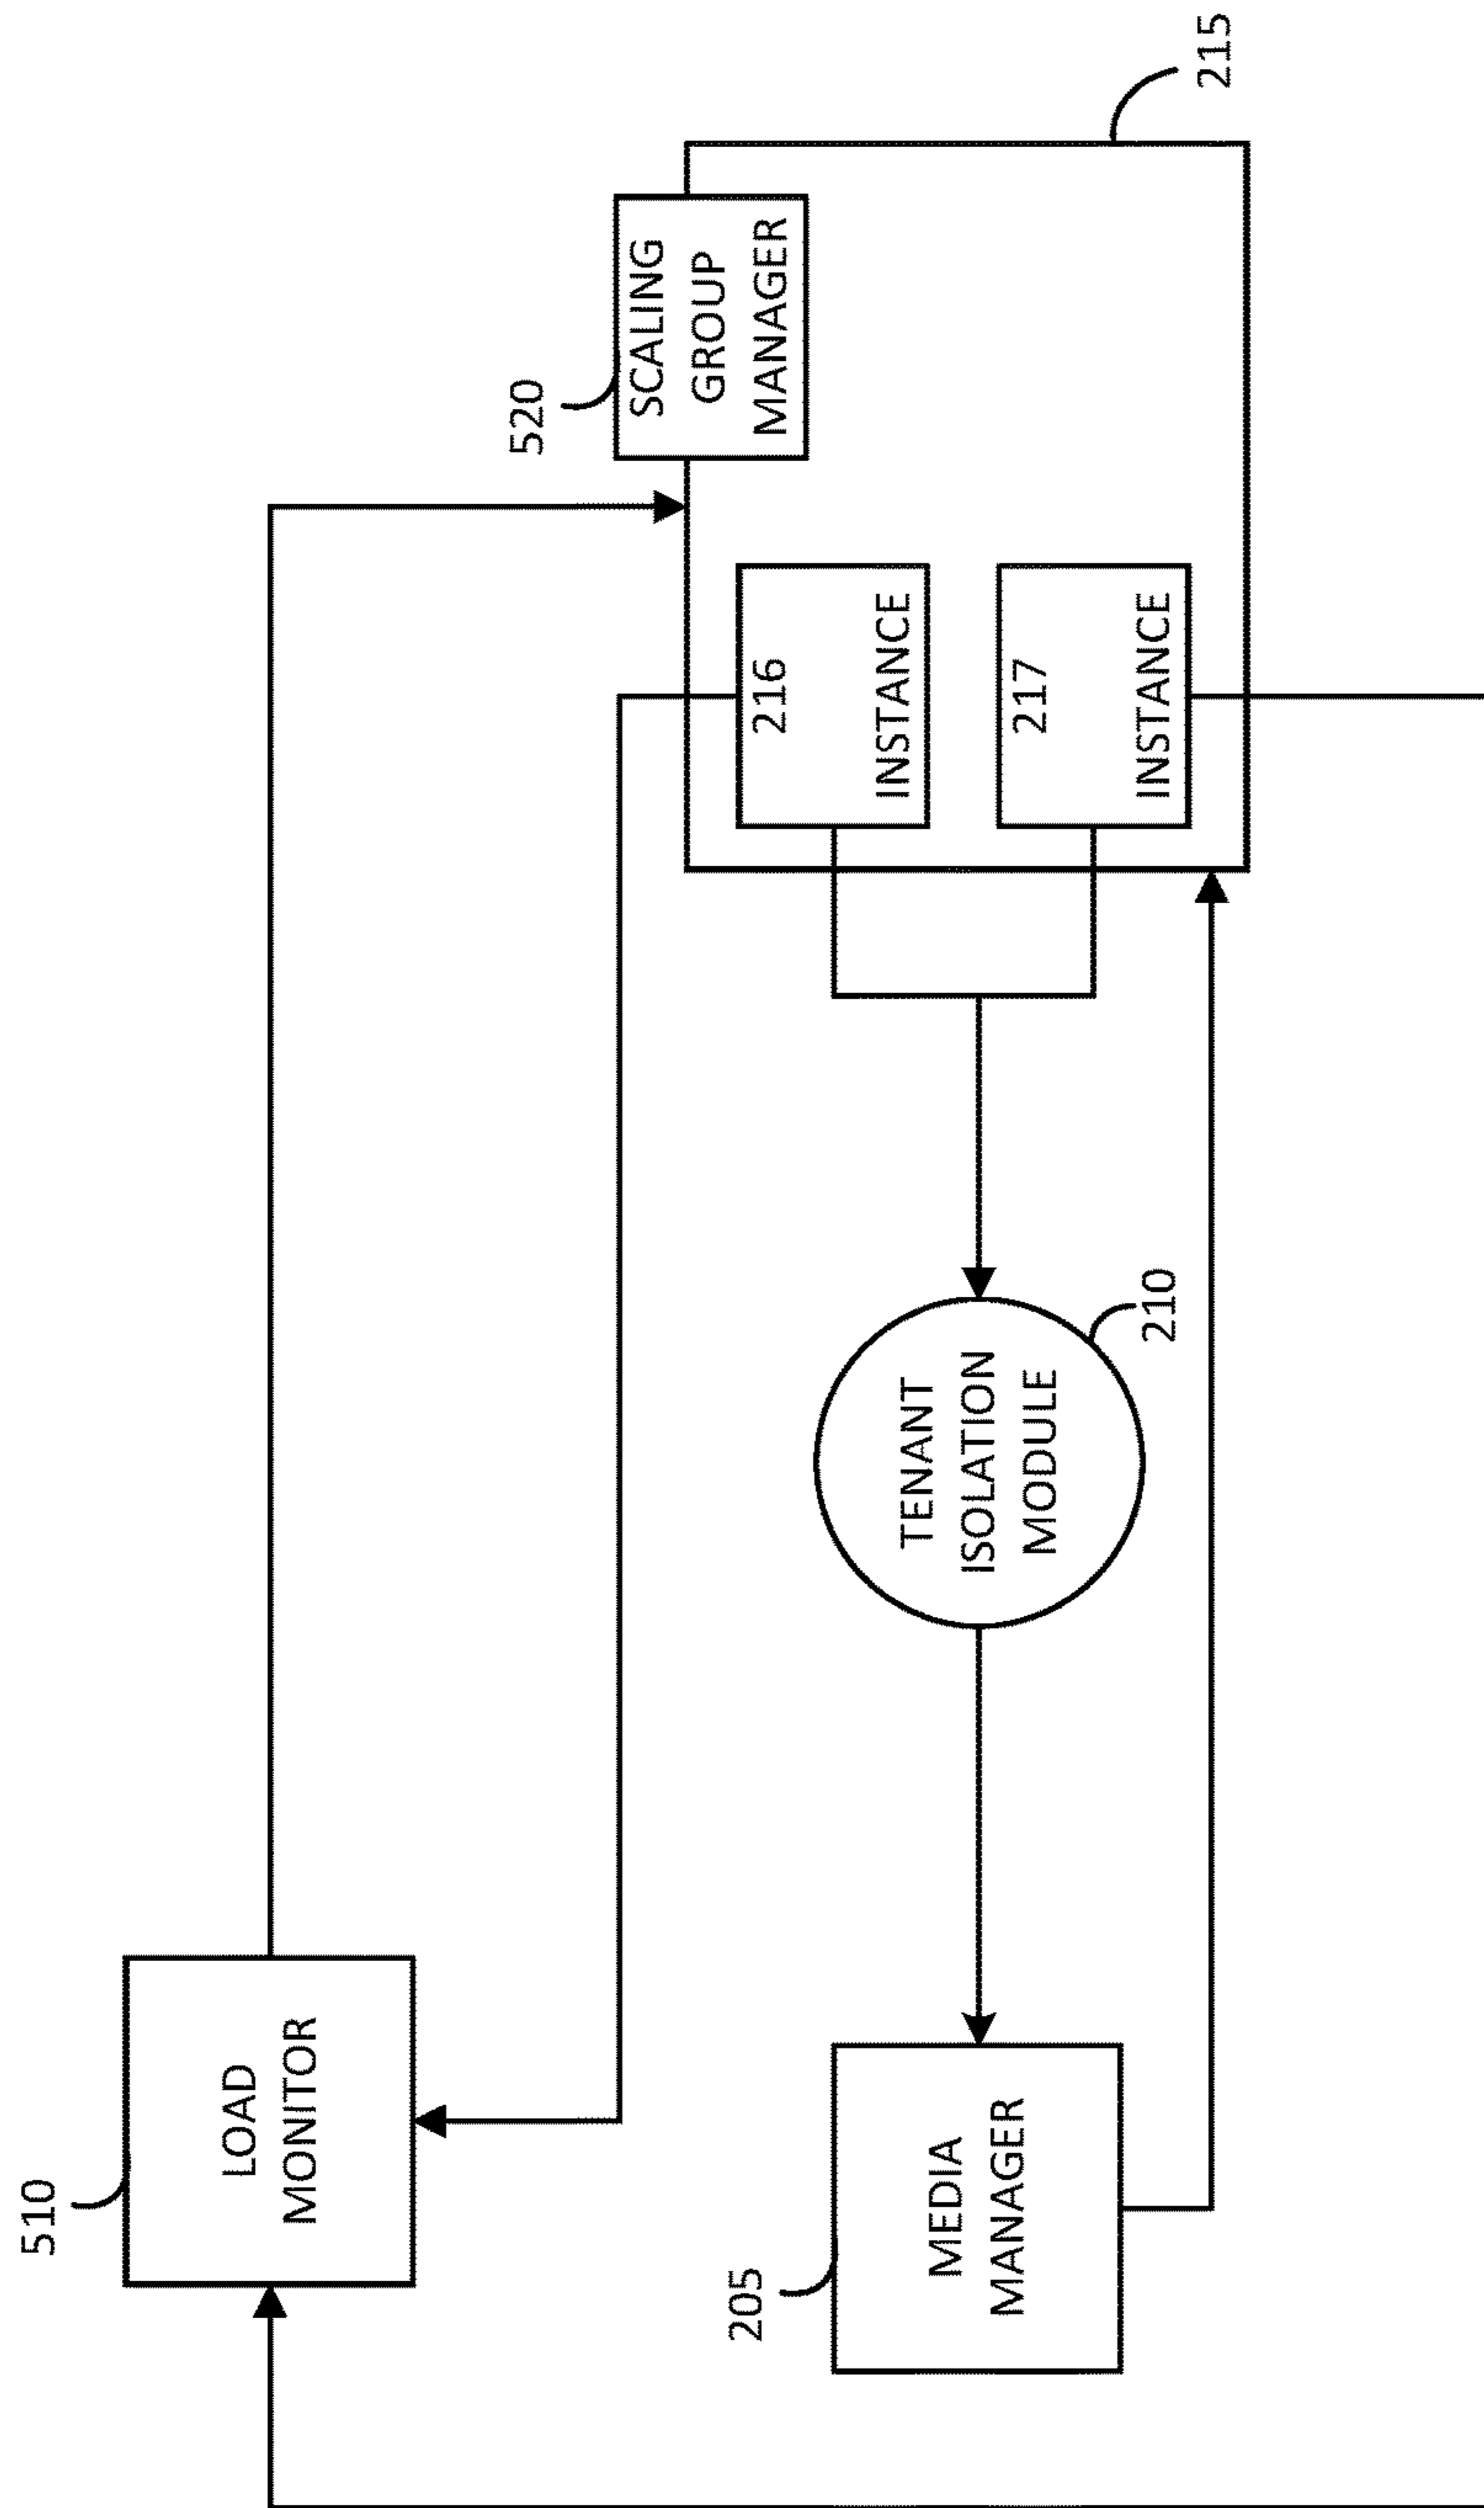 510
LOAD
MONITOR
520
SCALING
GROUP
MANAGER
205
MEDIA
MANAGER
TENANT
ISOLATION
MODULE
210
216
INSTANCE
217
INSTANCE
215